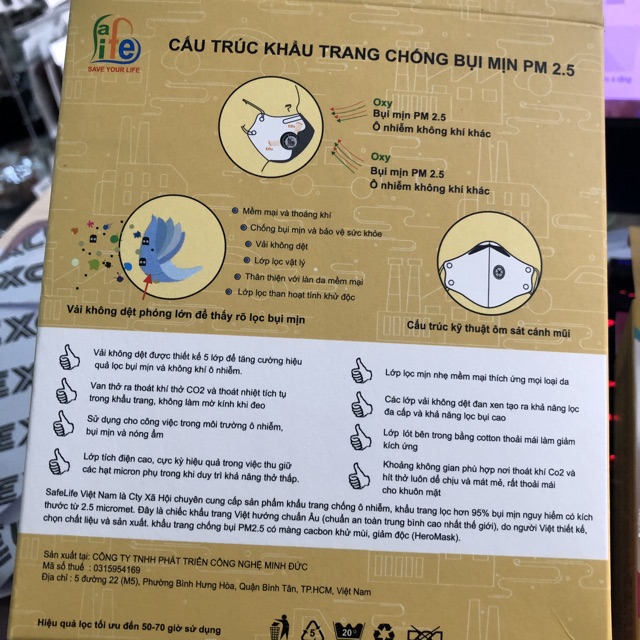 Safe life
SAVE YOUR LIFE
CẤU TRÚC KHẨU TRANG CHỐNG BỤI MỊN PM 2.5
Oxy
Bụi mịn PM 2.5
Ô nhiễm không khí khác
Oxy
Bụi mịn PM 2.5
Ô nhiễm không khí khác
Mềm mại và thoáng khí
Chống bụi mịn và bảo vệ sức khỏe
Vải không dệt
Lớp lọc vật lý
Thân thiện với làn da mềm mại
Lớp lọc than hoạt tính khử độc
Vải không dệt phóng lớn để thấy rõ lọc bụi mịn
Cấu trúc kỹ thuật ôm sát cánh mũi
Vải không dệt được thiết kế 5 lớp để tăng cường hiệu
quả lọc bụi mịn và không khí ô nhiễm.
Van thở ra thoát khí thở CO2 và thoát nhiệt tích tụ
trong khẩu trang, không làm mờ kính khi đeo
Sử dụng cho công việc trong môi trường ô nhiễm,
bụi mịn và nóng ẩm
Lớp tích điện cao, cực kỳ hiệu quả trong việc thu giữ
các hạt micron phụ trong khi duy trì khả năng thở thấp.
Lớp lọc mịn nhẹ mềm mại thích ứng mọi loại da
Các lớp vải không dệt đan xen tạo ra khả năng lọc
đa cấp và khả năng lọc bụi cao
Lớp lót bên trong bằng cotton thoải mái làm giảm
kích ứng
Khoảng không gian phù hợp nơi thoát khí Co2 và
hít thở luôn dễ chịu và mát mẻ, rất thoải mái
cho khuôn mặt
SafeLife Việt Nam là Cty Xã Hội chuyên cung cấp sản phẩm khẩu trang chống ô nhiễm, khẩu trang lọc hơn 95% bụi mịn nguy hiểm có kích
thước từ 2.5 micromet. Đây là chiếc khẩu trang Việt hướng chuẩn Âu (chuẩn an toàn trung bình cao nhất thế giới), do người Việt thiết kế,
chọn chất liệu và sản xuất. khẩu trang chống bụi PM2.5 có màng cacbon khử mùi, giảm độc (HeroMask).
Sản xuất tại: CÔNG TY TNHH PHÁT TRIỂN CÔNG NGHỆ MINH ĐỨC
Mã số thuế : 0315954169
Địa chỉ : 5 đường 22 (M5), Phường Bình Hưng Hòa, Quận Bình Tân, TP.HCM, Việt Nam
Hiệu quả lọc tối ưu đến 50-70 giờ sử dụng
5
20°